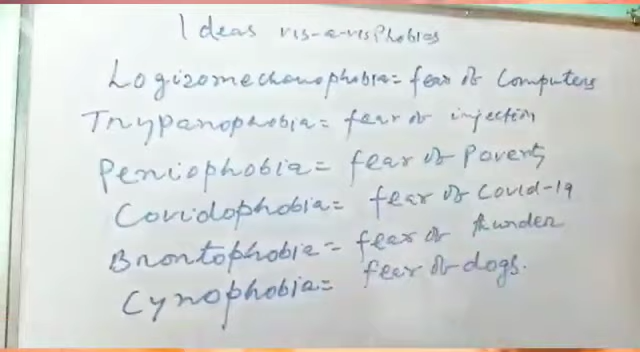 Ideas vis-a-vis Phobias
Logizomechanophobia = fear of Computers
Trypanophobia = fear of injection
Peniophobia = fear of Poverty
Covidophobia = fear of Covid-19
Brontophobia = fear of thunder
Cynophobia = fear of dogs.